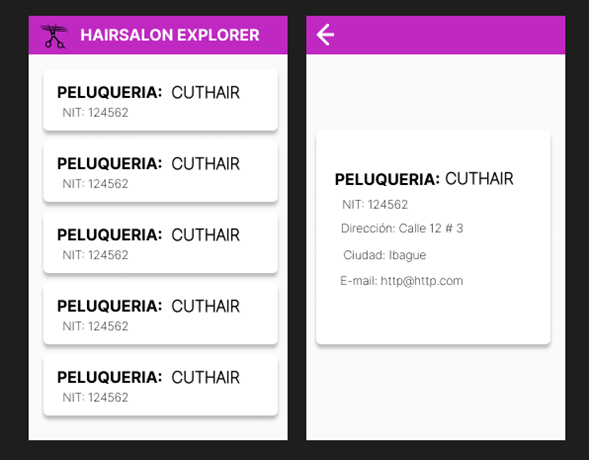 HAIRSALON EXPLORER
PELUQUERIA: CUTHAIR
NIT: 124562
PELUQUERIA: CUTHAIR
NIT: 124562
PELUQUERIA: CUTHAIR
NIT: 124562
PELUQUERIA: CUTHAIR
NIT: 124562
PELUQUERIA: CUTHAIR
NIT: 124562
PELUQUERIA: CUTHAIR
NIT: 124562
Dirección: Calle 12 # 3
Ciudad: Ibague
E-mail: http@http.com